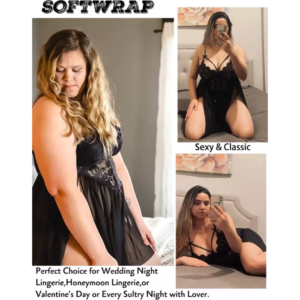 SOFTWRAP
Sexy & Classic
Perfect Choice for Wedding Night
Lingerie,Honeymoon Lingerie,or
Valentine's Day or Every Sultry Night with Lover.